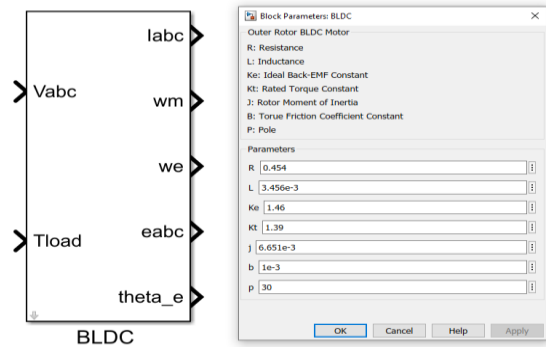 Iabc
Vabc
wm
we
eabc
Tload
theta_e
BLDC
Block Parameters: BLDC
Outer Rotor BLDC Motor
R: Resistance
L: Inductance
Ke: Ideal Back-EMF Constant
Kt: Rated Torque Constant
J: Rotor Moment of Inertia
B: Torue Friction Coefficient Constant
P: Pole
Parameters
R 0.454
L 3.456e-3
Ke 1.46
Kt 1.39
j 6.651e-3
b 1e-3
p 30
OK Cancel Help Apply